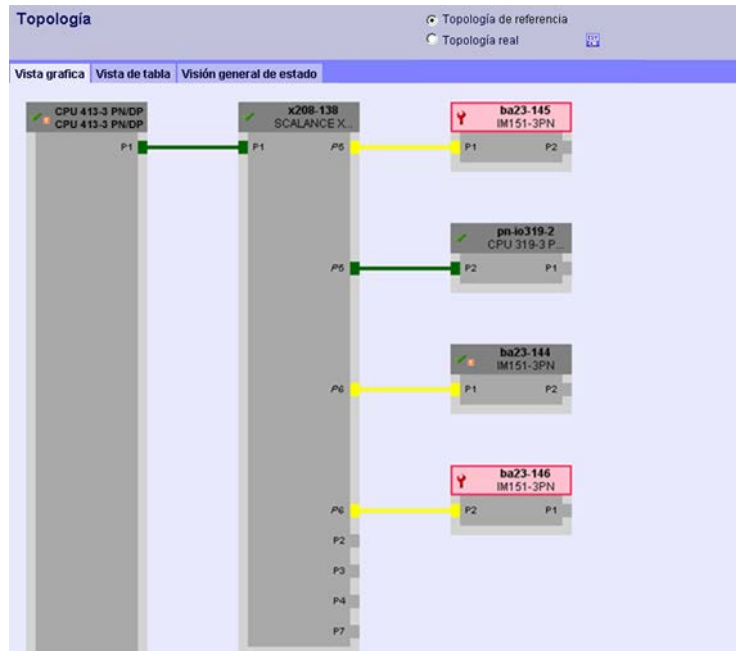 Topología
Topología de referencia
Topología real
Vista grafica Vista de tabla Visión general de estado
CPU 413-3 PN/DP
CPU 413-3 PN/DP
P1
x208-138
SCALANCE X...
P1 P5
ba23-145
IM151-3PN
P1 P2
pn-io319-2
CPU 319-3 P...
P5
P2 P1
ba23-144
IM151-3PN
P6
P1 P2
ba23-146
IM151-3PN
P6
P2 P1
P2
P3
P4
P7